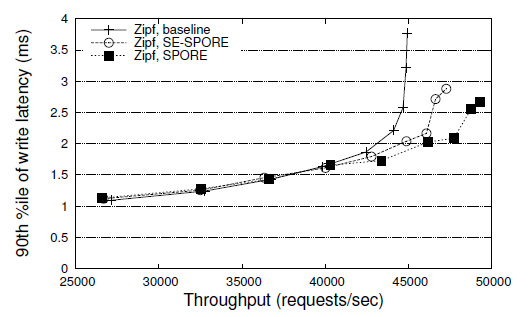 4
3.5
3
2.5
2
1.5
1
0.5
0
90th %ile of write latency (ms)
Zipf, baseline
Zipf, SE-SPORE
Zipf, SPORE
25000 30000 35000 40000 45000 50000
Throughput (requests/sec)